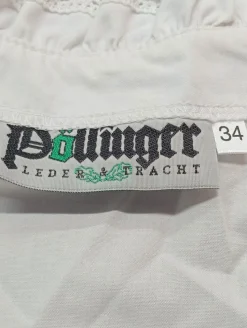 Pöllinger
LEDER & TRACHT
34